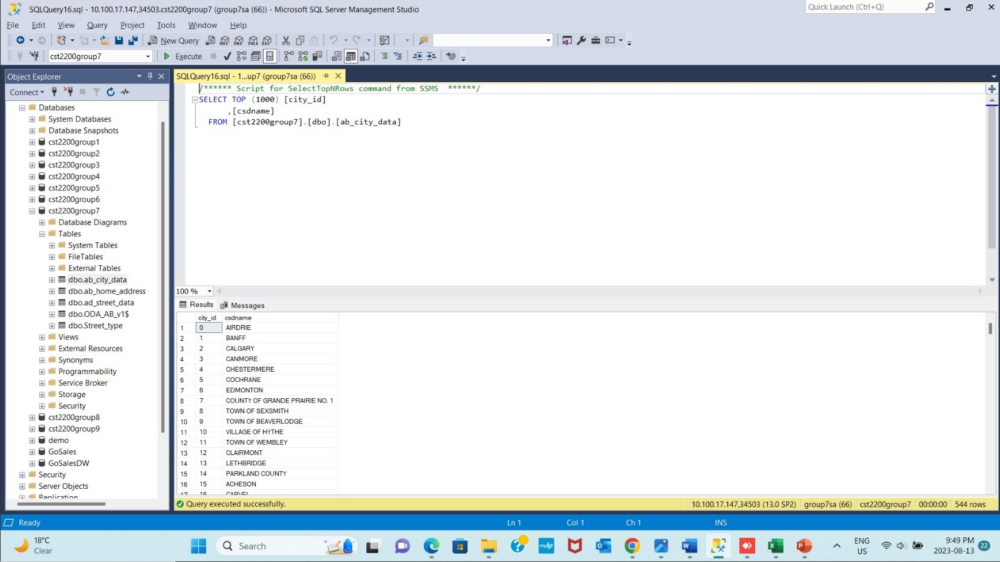 SQLQuery16.sql - 10.100.17.147,34503.cst2200group7 (group7sa (66)) - Microsoft SQL Server Management Studio
Quick Launch (Ctrl+Q)
File Edit View Query Project Tools Window Help
New Query
MDX DMX XMLA DAX
cst2200group7
Execute
Object Explorer
SQLQuery16.sql - 1...up7 (group7sa (66))
Connect
/****** Script for SelectTopNRows command from SSMS  ******/
SELECT TOP (1000) [city_id]
,[csdname]
FROM [cst2200group7].[dbo].[ab_city_data]
Databases
System Databases
Database Snapshots
cst2200group1
cst2200group2
cst2200group3
cst2200group4
cst2200group5
cst2200group6
cst2200group7
Database Diagrams
Tables
System Tables
FileTables
External Tables
dbo.ab_city_data
dbo.ab_home_address
dbo.ad_street_data
dbo.ODA_AB_v1$
dbo.Street_type
Views
External Resources
Synonyms
Programmability
Service Broker
Storage
Security
cst2200group8
cst2200group9
demo
GoSales
GoSalesDW
Security
Server Objects
Replication
100 %
Results Messages
city_id csdname
1 0 AIRDRIE
2 1 BANFF
3 2 CALGARY
4 3 CANMORE
5 4 CHESTERMERE
6 5 COCHRANE
7 6 EDMONTON
8 7 COUNTY OF GRANDE PRAIRIE NO. 1
9 8 TOWN OF SEXSMITH
10 9 TOWN OF BEAVERLODGE
11 10 VILLAGE OF HYTHE
12 11 TOWN OF WEMBLEY
13 12 CLAIRMONT
14 13 LETHBRIDGE
15 14 PARKLAND COUNTY
16 15 ACHESON
17 16 CARVEL
Query executed successfully.
10.100.17.147,34503 (13.0 SP2) group7sa (66) cst2200group7 00:00:00 544 rows
Ready
Ln 1 Col 1 Ch 1 INS
18°C
Clear
Search
myhp
ENG
US
9:49 PM
2023-08-13
22